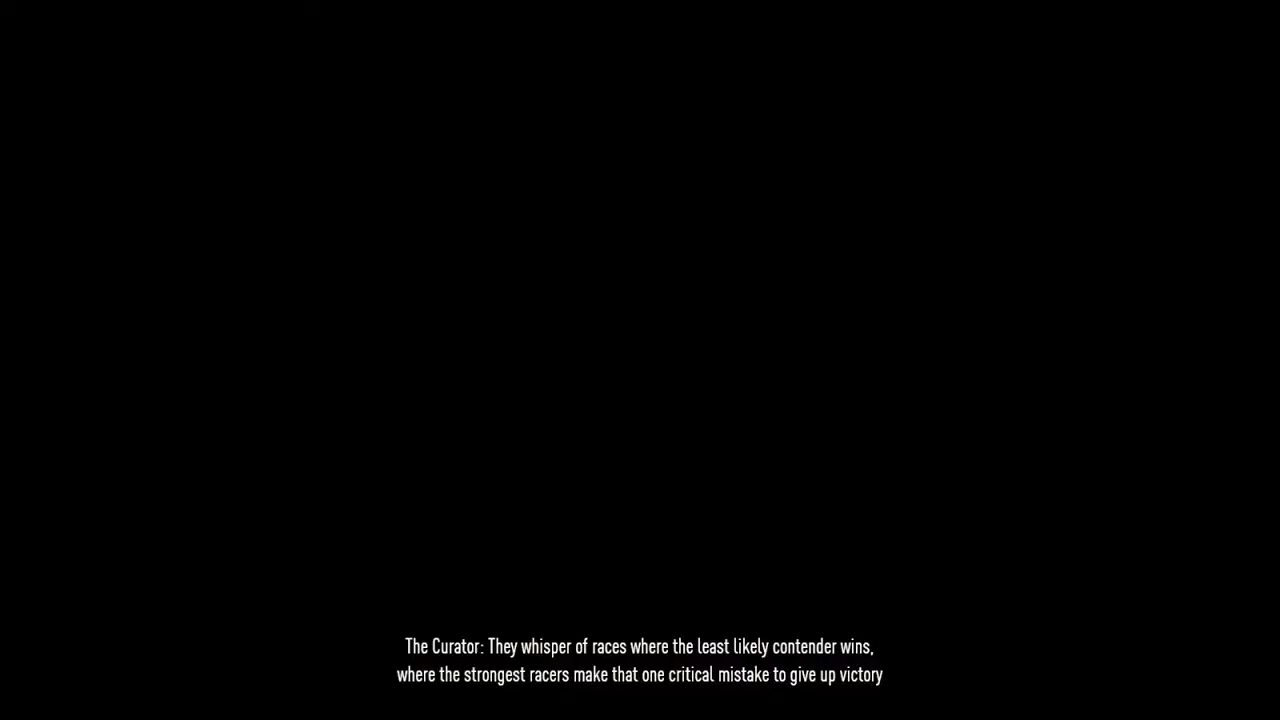 The Curator: They whisper of races where the least likely contender wins,
where the strongest racers make that one critical mistake to give up victory